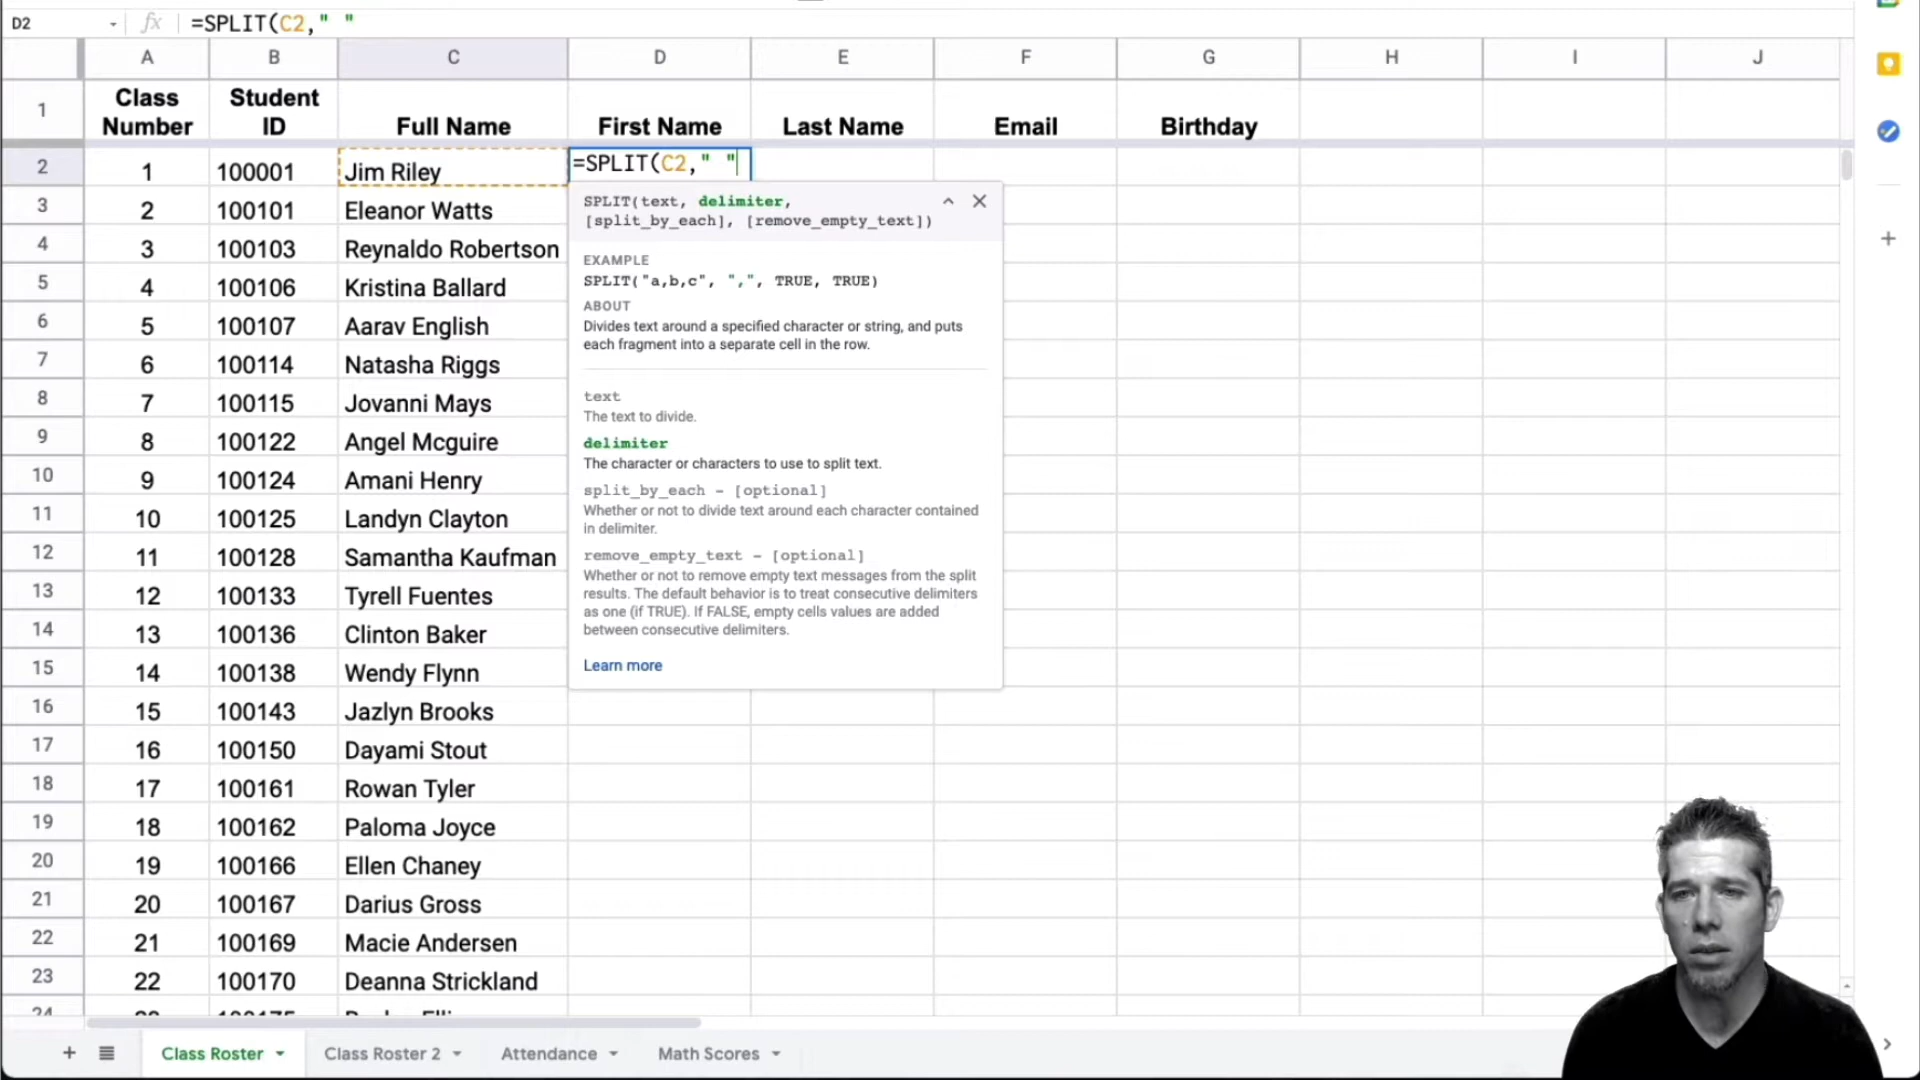 D2 fx =SPLIT(C2," "
A B C D E F G H I J
1 Class Number Student ID Full Name First Name Last Name Email Birthday
2 1 100001 Jim Riley =SPLIT(C2," "
3 2 100101 Eleanor Watts
4 3 100103 Reynaldo Robertson
5 4 100106 Kristina Ballard
6 5 100107 Aarav English
7 6 100114 Natasha Riggs
8 7 100115 Jovanni Mays
9 8 100122 Angel Mcguire
10 9 100124 Amani Henry
11 10 100125 Landyn Clayton
12 11 100128 Samantha Kaufman
13 12 100133 Tyrell Fuentes
14 13 100136 Clinton Baker
15 14 100138 Wendy Flynn
16 15 100143 Jazlyn Brooks
17 16 100150 Dayami Stout
18 17 100161 Rowan Tyler
19 18 100162 Paloma Joyce
20 19 100166 Ellen Chaney
21 20 100167 Darius Gross
22 21 100169 Macie Andersen
23 22 100170 Deanna Strickland
24
SPLIT(text, delimiter,
[split_by_each], [remove_empty_text])
EXAMPLE
SPLIT("a,b,c", ",", TRUE, TRUE)
ABOUT
Divides text around a specified character or string, and puts
each fragment into a separate cell in the row.
text
The text to divide.
delimiter
The character or characters to use to split text.
split_by_each - [optional]
Whether or not to divide text around each character contained
in delimiter.
remove_empty_text - [optional]
Whether or not to remove empty text messages from the split
results. The default behavior is to treat consecutive delimiters
as one (if TRUE). If FALSE, empty cells values are added
between consecutive delimiters.
Learn more
Class Roster Class Roster 2 Attendance Math Scores